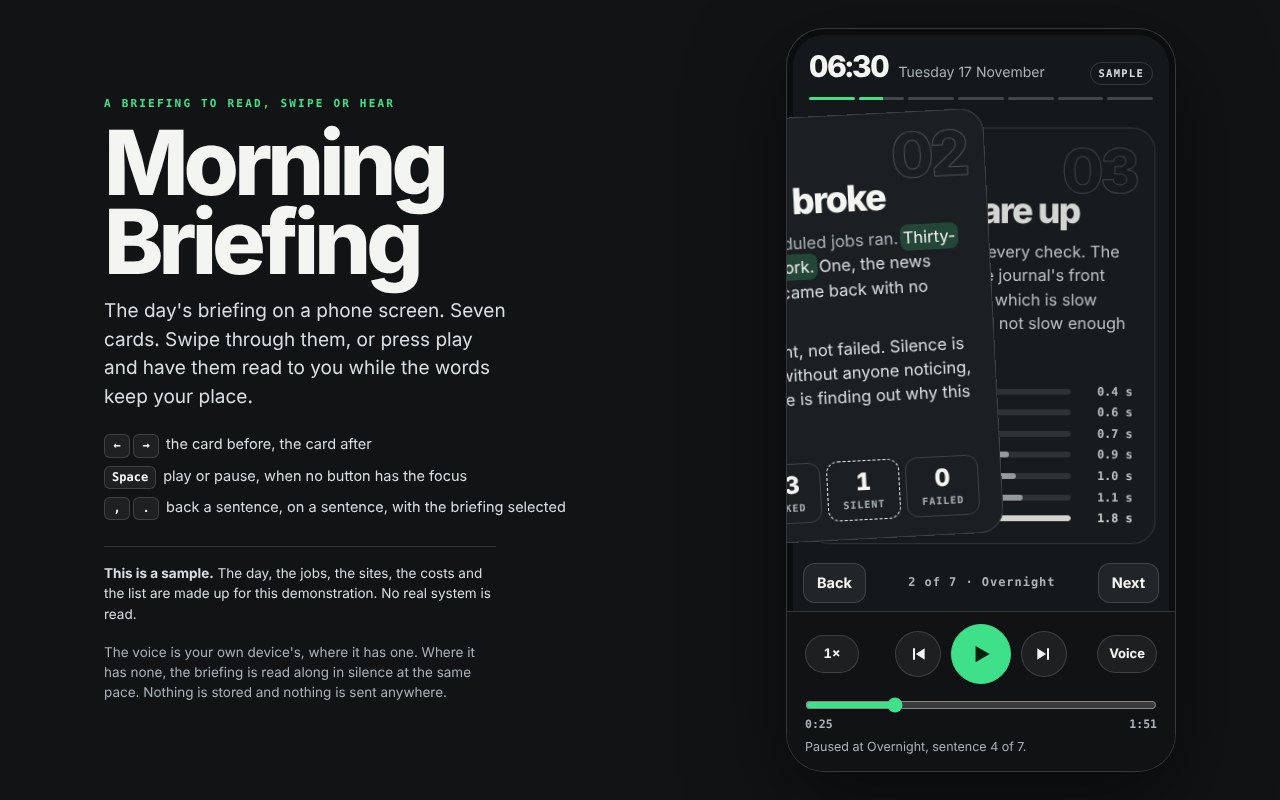 A BRIEFING TO READ, SWIPE OR HEAR
Morning
Briefing
The day's briefing on a phone screen. Seven
cards. Swipe through them, or press play
and have them read to you while the words
keep your place.
← → the card before, the card after
Space play or pause, when no button has the focus
, . back a sentence, on a sentence, with the briefing selected
This is a sample. The day, the jobs, the sites, the costs and
the list are made up for this demonstration. No real system is
read.
The voice is your own device's, where it has one. Where it
has none, the briefing is read along in silence at the same
pace. Nothing is stored and nothing is sent anywhere.
06:30 Tuesday 17 November SAMPLE
02
broke
duled jobs ran. Thirty-
ork. One, the news
came back with no
nt, not failed. Silence is
without anyone noticing,
e is finding out why this
3 1 0
KED SILENT FAILED
03
are up
every check. The
journal's front
which is slow
not slow enough
0.4 s
0.6 s
0.7 s
0.9 s
1.0 s
1.1 s
1.8 s
Back 2 of 7 · Overnight Next
1× Voice
0:25 1:51
Paused at Overnight, sentence 4 of 7.